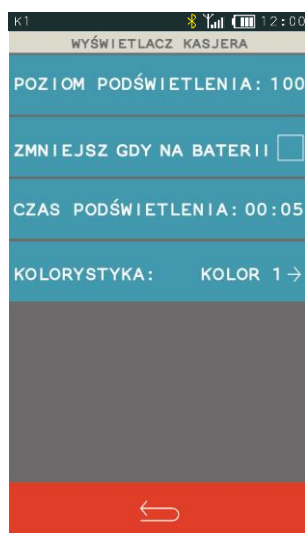 K1 12:00
WYŚWIETLACZ KASJERA
POZIOM PODŚWIETLENIA: 100
ZMNIEJSZ GDY NA BATERII
CZAS PODŚWIETLENIA: 00:05
KOLORYSTYKA: KOLOR 1→